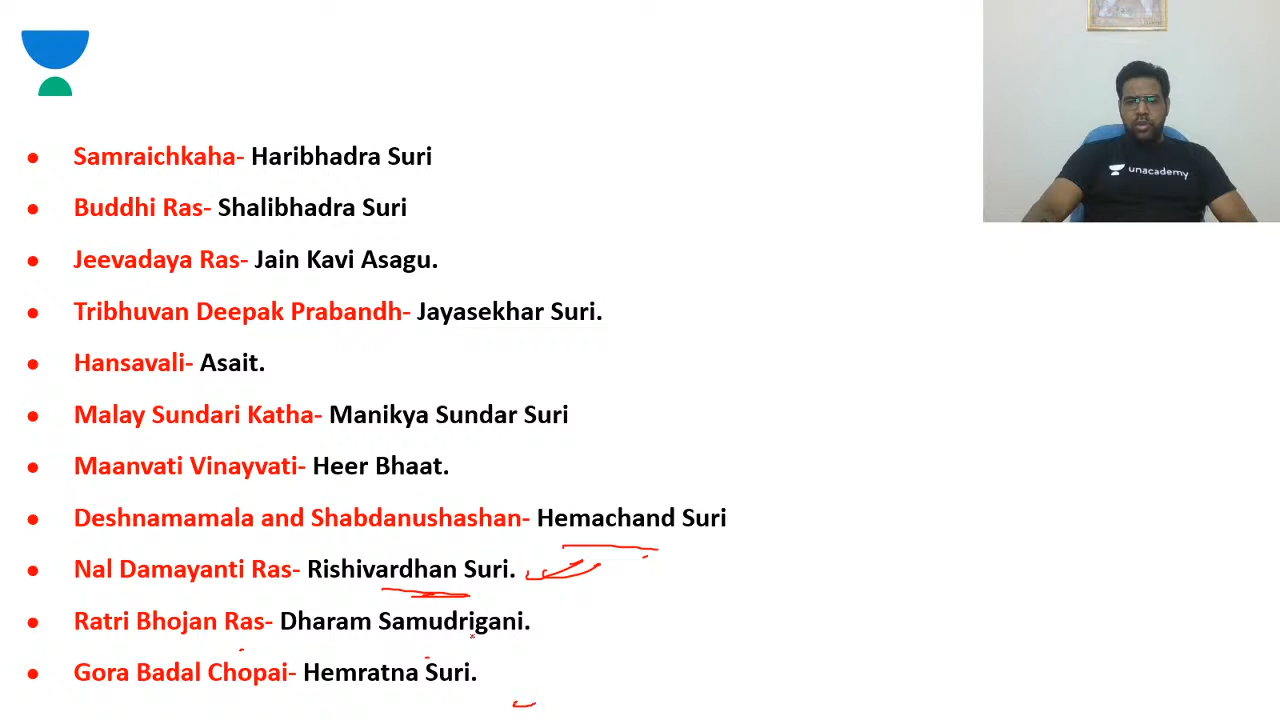 unacademy
Samraichkaha- Haribhadra Suri
Buddhi Ras- Shalibhadra Suri
Jeevadaya Ras- Jain Kavi Asagu.
Tribhuvan Deepak Prabandh- Jayasekhar Suri.
Hansavali- Asait.
Malay Sundari Katha- Manikya Sundar Suri
Maanvati Vinayvati- Heer Bhaat.
Deshnamamala and Shabdanushashan- Hemachand Suri
Nal Damayanti Ras- Rishivardhan Suri.
Ratri Bhojan Ras- Dharam Samudrigani.
Gora Badal Chopai- Hemratna Suri.